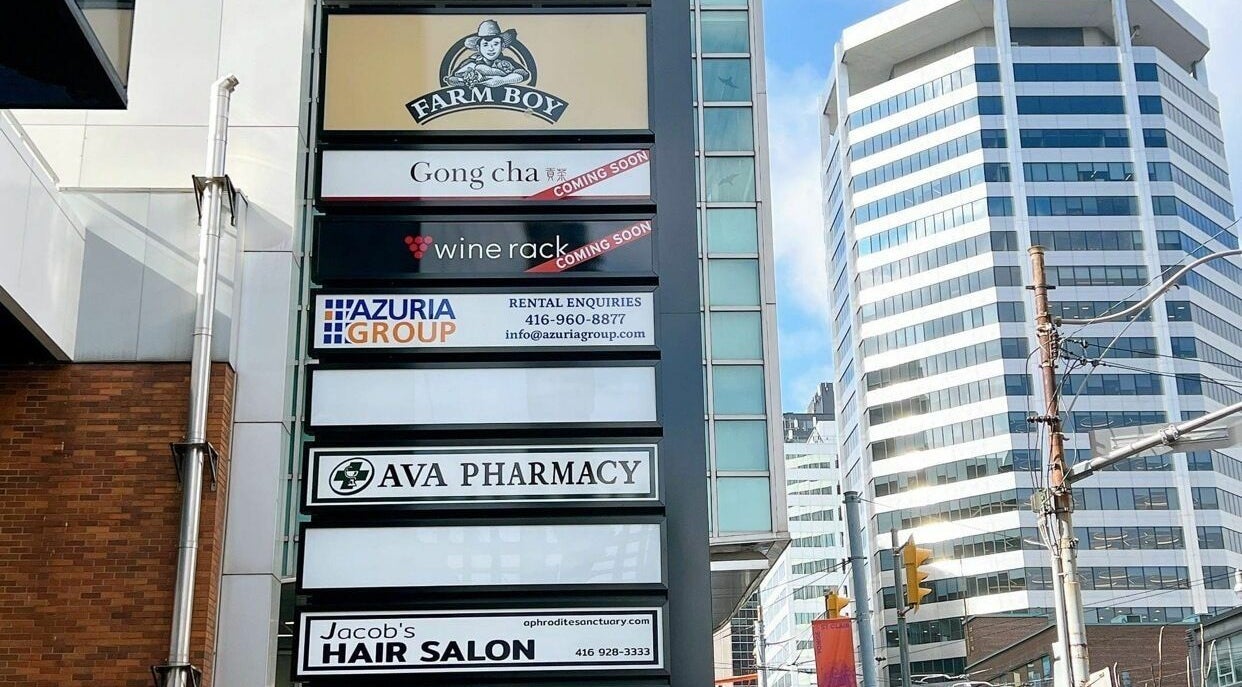 FARM BOY
Gong cha 貢茶
COMING SOON
wine rack
COMING SOON
AZURIA
GROUP
RENTAL ENQUIRIES
416-960-8877
info@azuriagroup.com
AVA PHARMACY
aphroditesanctuary.com
Jacob's
HAIR SALON
416 928-3333